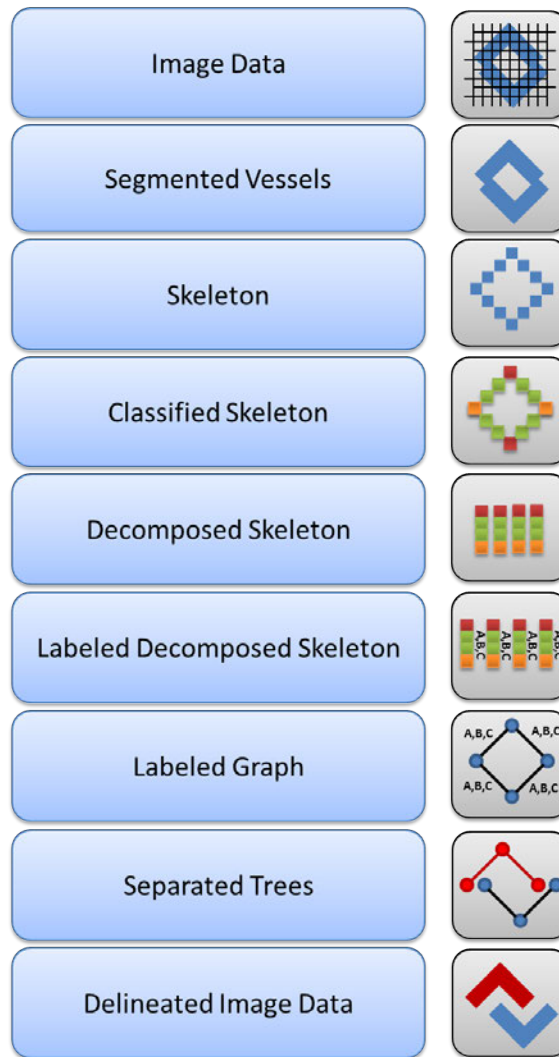 Image Data
Segmented Vessels
Skeleton
Classified Skeleton
Decomposed Skeleton
Labeled Decomposed Skeleton
A,B,C A,B,C A,B,C A,B,C
Labeled Graph
A,B,C A,B,C
A,B,C A,B,C
Separated Trees
Delineated Image Data